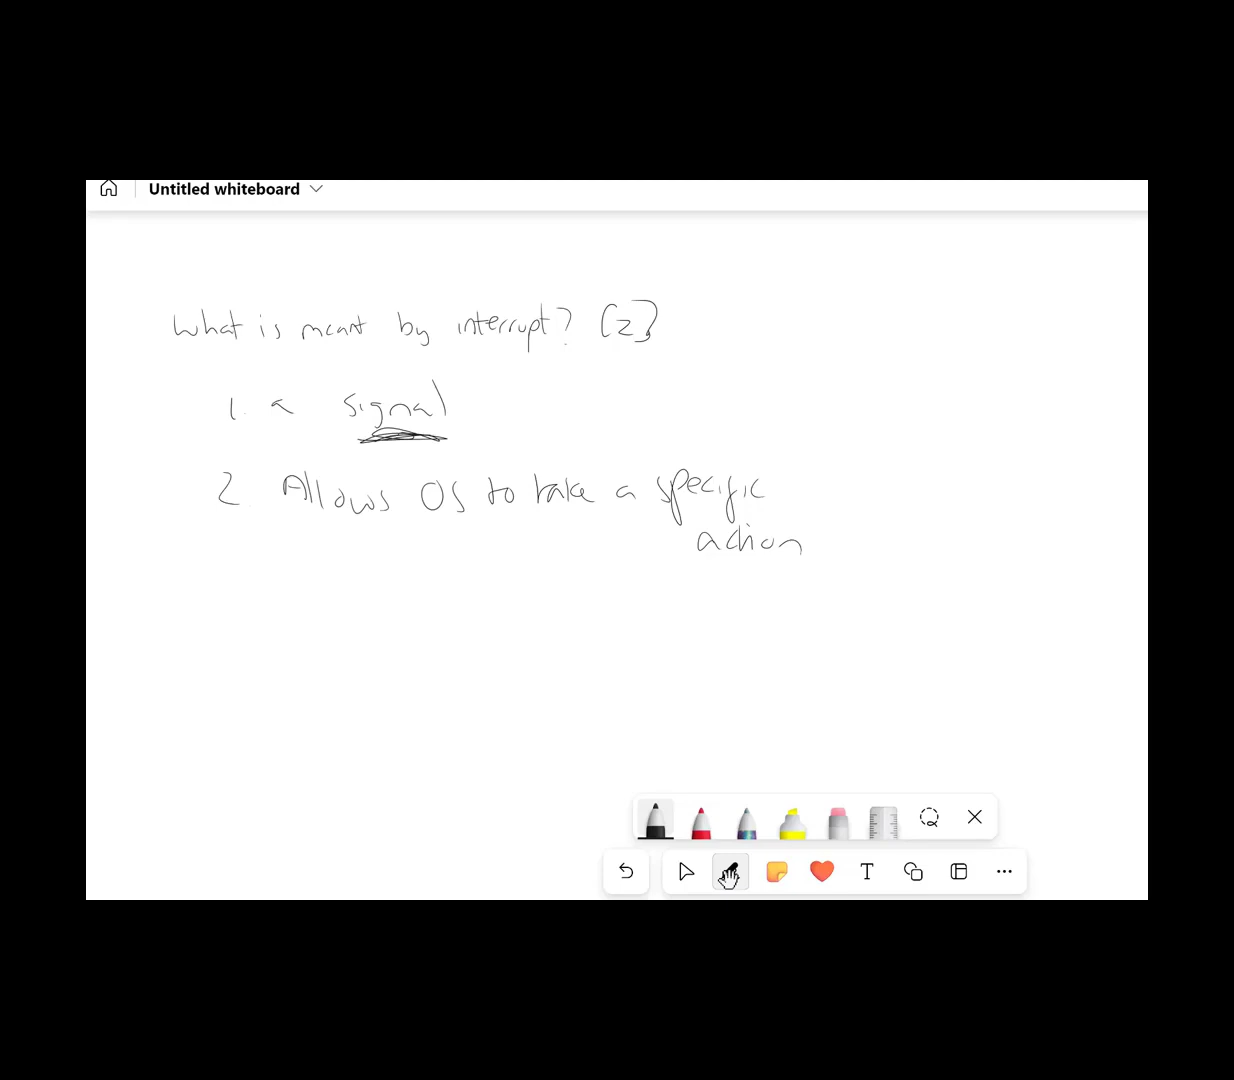 Untitled whiteboard
What is meant by interrupt? [2]
1. a signal
2. Allows OS to take a specific
action
T